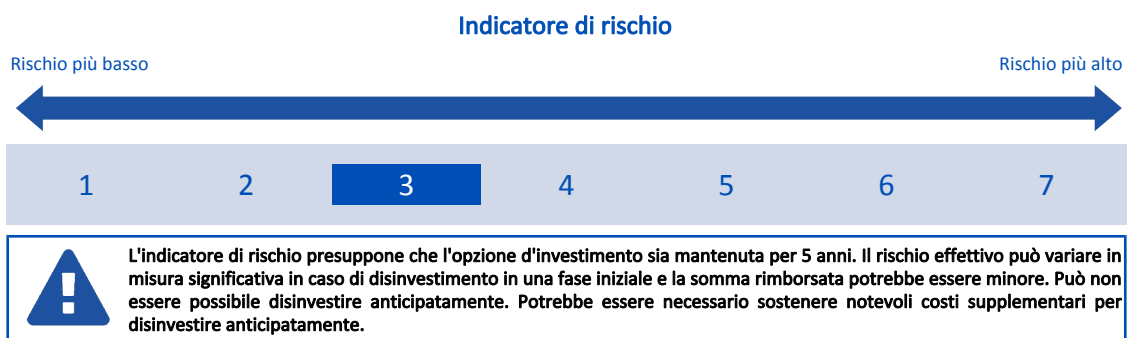 Indicatore di rischio
Rischio più basso
Rischio più alto
1 2 3 4 5 6 7
L'indicatore di rischio presuppone che l'opzione d'investimento sia mantenuta per 5 anni. Il rischio effettivo può variare in
misura significativa in caso di disinvestimento in una fase iniziale e la somma rimborsata potrebbe essere minore. Può non
essere possibile disinvestire anticipatamente. Potrebbe essere necessario sostenere notevoli costi supplementari per
disinvestire anticipatamente.